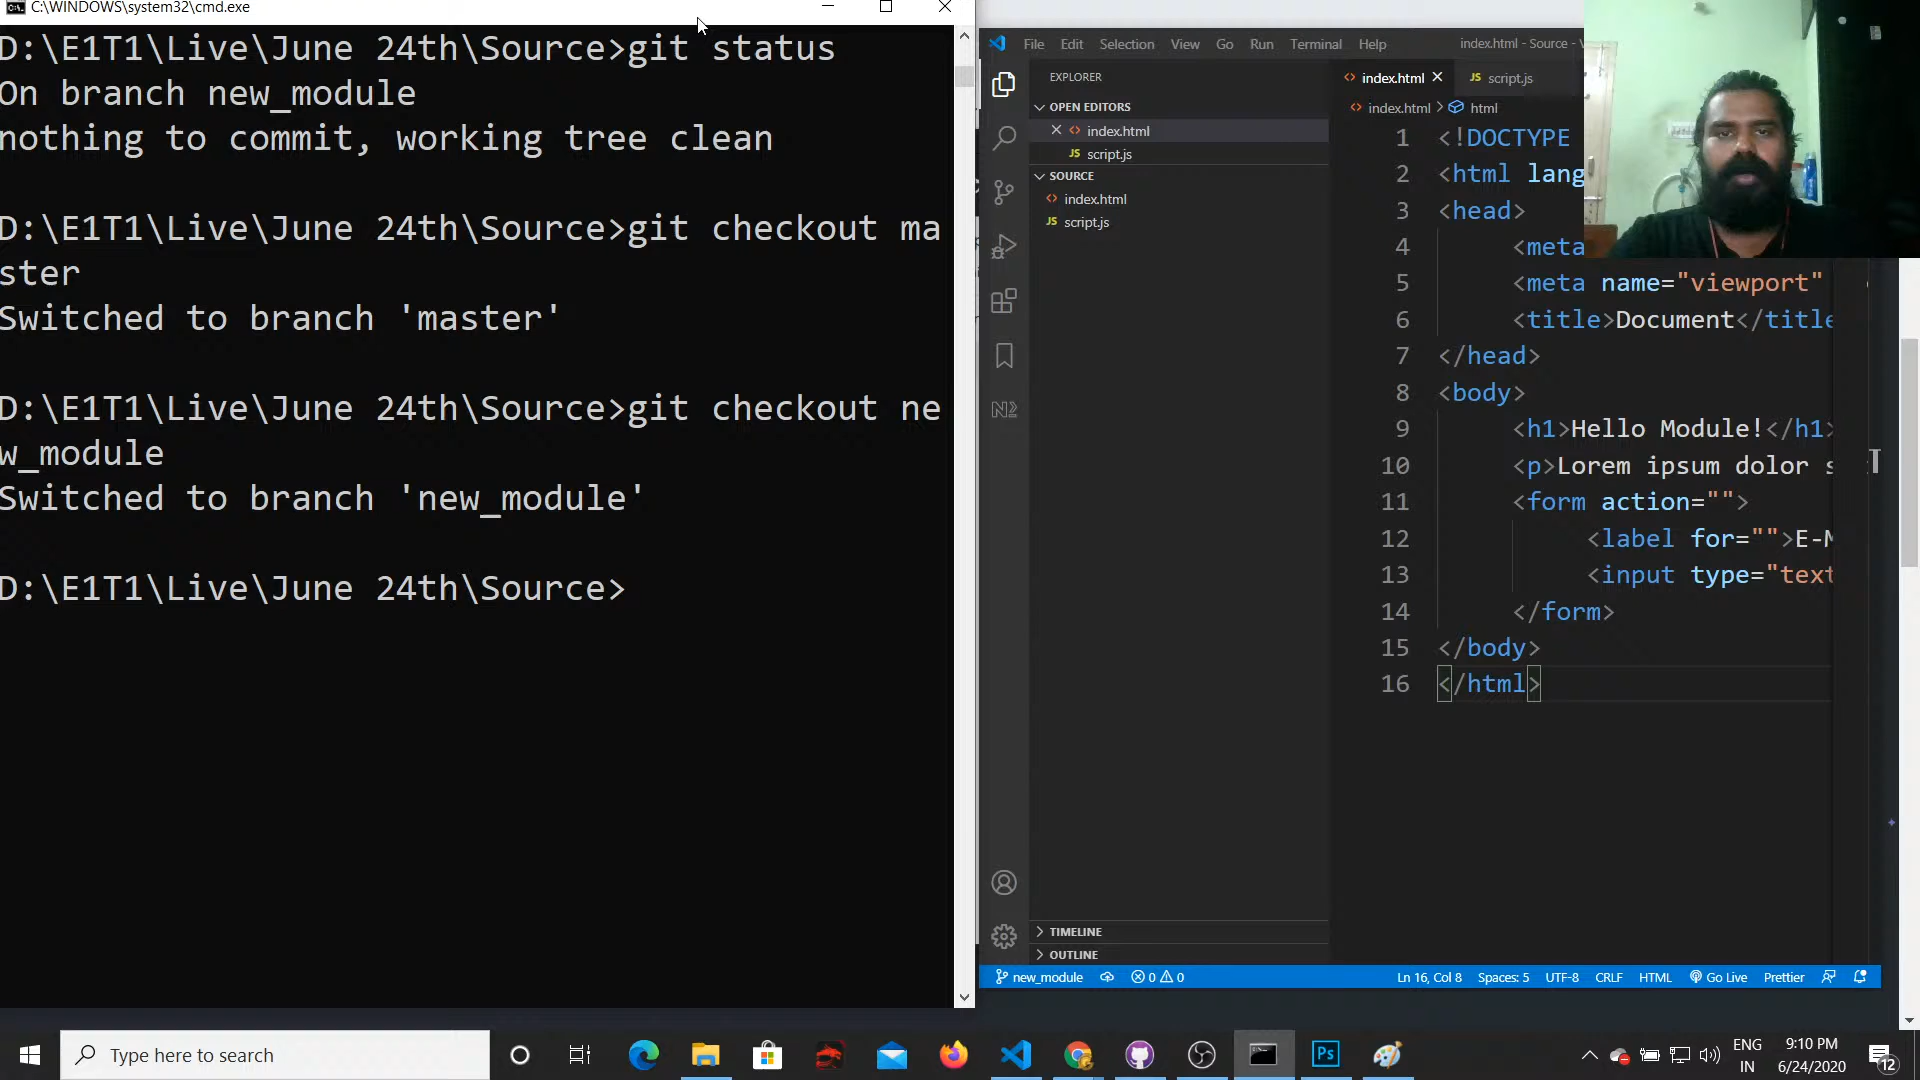 C:\WINDOWS\system32\cmd.exe
D:\E1T1\Live\June 24th\Source>git status
On branch new_module
nothing to commit, working tree clean
D:\E1T1\Live\June 24th\Source>git checkout ma
ster
Switched to branch 'master'
D:\E1T1\Live\June 24th\Source>git checkout ne
w_module
Switched to branch 'new_module'
D:\E1T1\Live\June 24th\Source>
File Edit Selection View Go Run Terminal Help index.html - Source -
EXPLORER
OPEN EDITORS
index.html
JS script.js
SOURCE
index.html
JS script.js
index.html JS script.js
index.html > html
1 <!DOCTYPE
2 <html lang
3 <head>
4 <meta
5 <meta name="viewport"
6 <title>Document</title
7 </head>
8 <body>
9 <h1>Hello Module!</h1>
10 <p>Lorem ipsum dolor s
11 <form action="">
12 <label for="">E-M
13 <input type="text
14 </form>
15 </body>
16 </html>
TIMELINE
OUTLINE
new_module 0 0 Ln 16, Col 8 Spaces: 5 UTF-8 CRLF HTML Go Live Prettier
Type here to search
Ps
ENG
IN
9:10 PM
6/24/2020
12